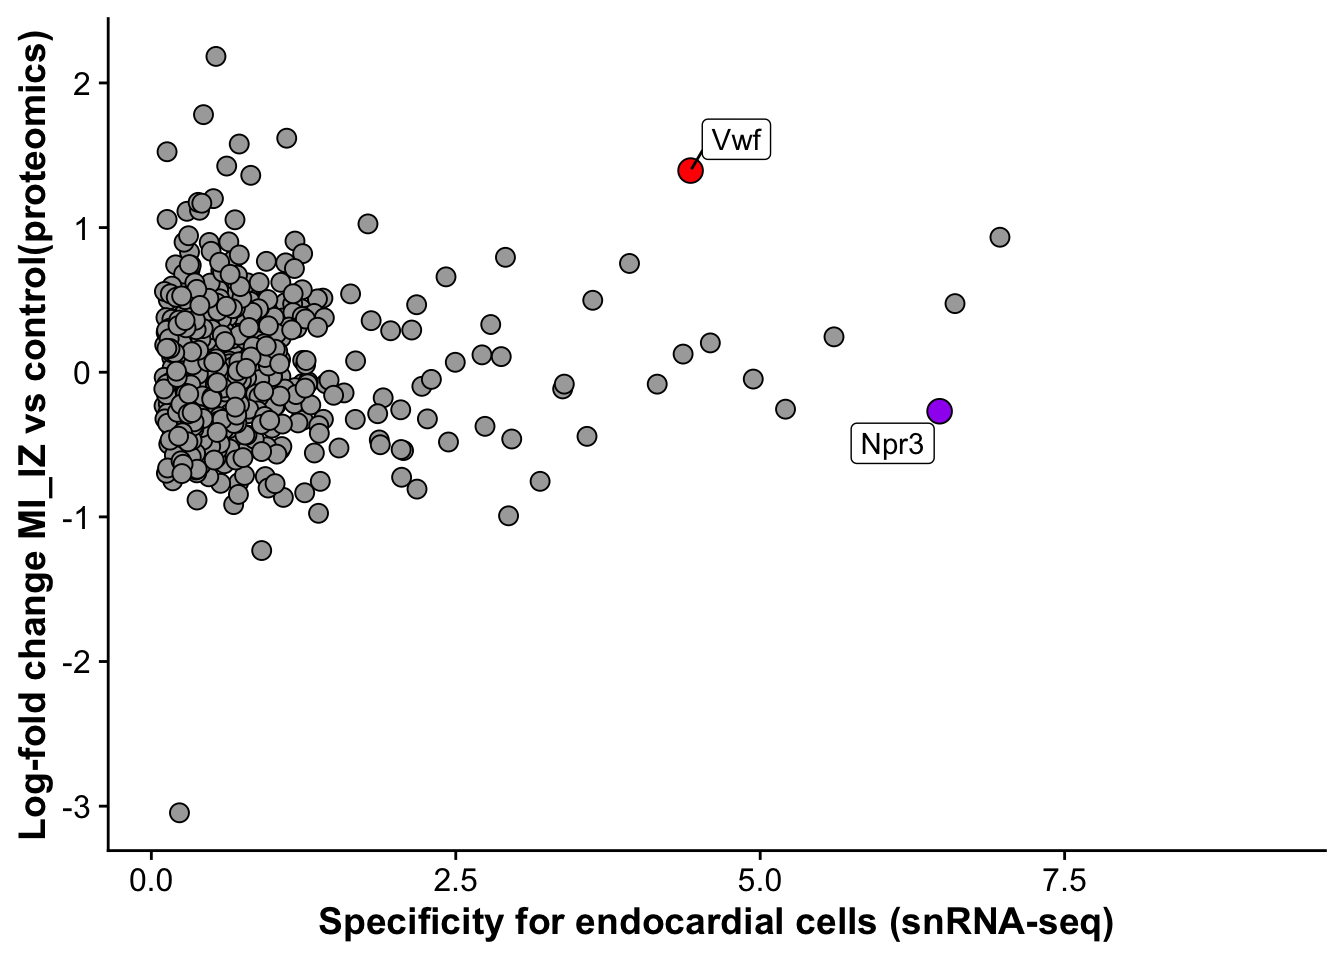 Log-fold change MI_IZ vs control(proteomics)
2
1
0
-1
-2
-3
Vwf
Npr3
0.0 2.5 5.0 7.5
Specificity for endocardial cells (snRNA-seq)